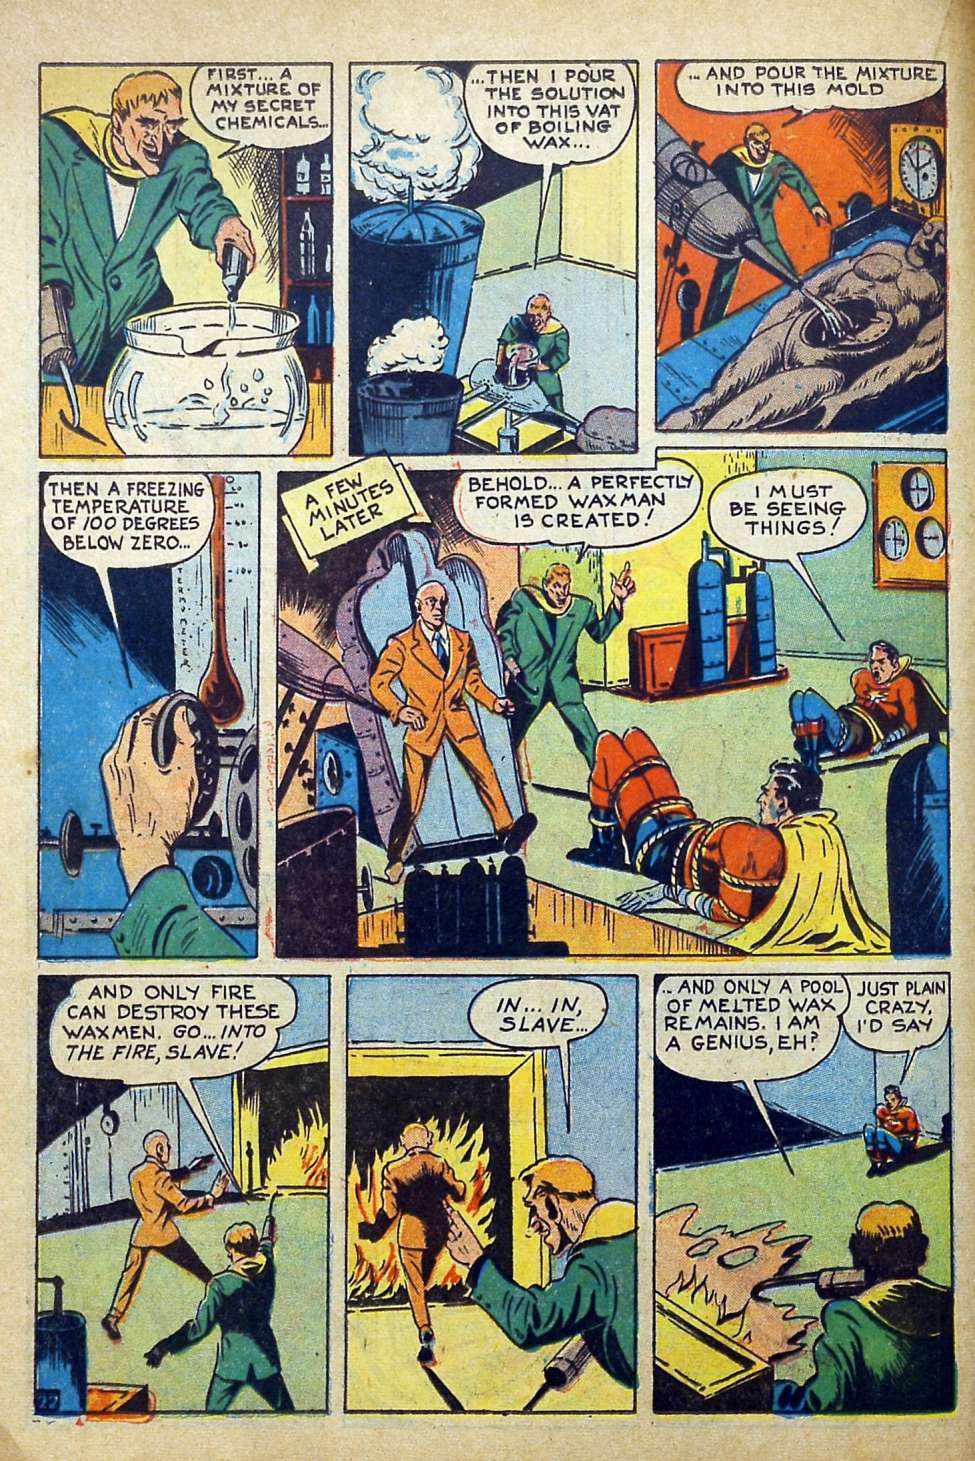 FIRST... A
MIXTURE OF
MY SECRET
CHEMICALS...
...THEN I POUR
THE SOLUTION
INTO THIS VAT
OF BOILING
WAX...
... AND POUR THE MIXTURE
INTO THIS MOLD
THEN A FREEZING
TEMPERATURE
OF 100 DEGREES
BELOW ZERO...
A FEW
MINUTES
LATER
BEHOLD... A PERFECTLY
FORMED WAXMAN
IS CREATED!
I MUST
BE SEEING
THINGS!
AND ONLY FIRE
CAN DESTROY THESE
WAXMEN. GO... INTO
THE FIRE, SLAVE!
IN... IN,
SLAVE...
... AND ONLY A POOL
OF MELTED WAX
REMAINS. I AM
A GENIUS, EH?
JUST PLAIN
CRAZY,
I'D SAY
22